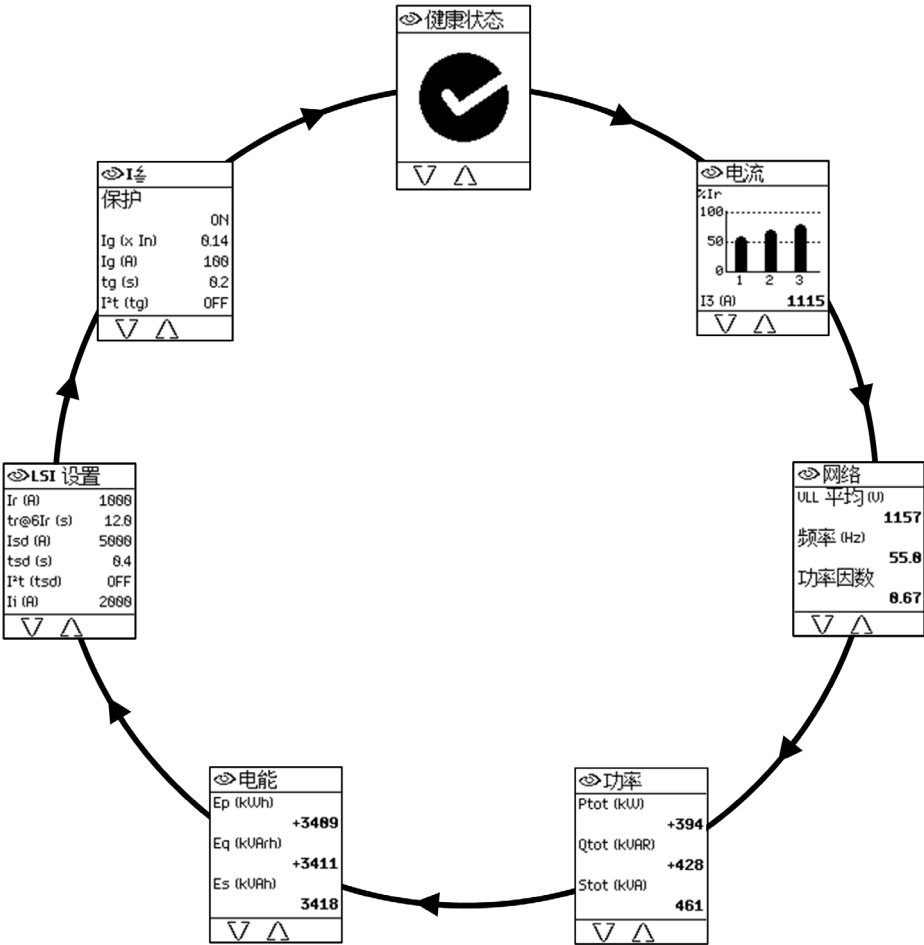 健康状态
电流
%Ir
100
50
0
1 2 3
I3 (A) 1115
网络
VLL 平均 (V)
1157
频率 (Hz)
55.0
功率因数
0.67
功率
Ptot (kW)
+394
Qtot (kVAR)
+428
Stot (kVA)
461
电能
Ep (kWh)
+3409
Eq (kVArh)
+3411
Es (kVAh)
3418
LSI 设置
Ir (A) 1000
tr@6Ir (s) 12.0
Isd (A) 5000
tsd (s) 0.4
I²t (tsd) OFF
Ii (A) 2000
I⏚
保护
ON
Ig (x In) 0.14
Ig (A) 100
tg (s) 0.2
I²t (tg) OFF